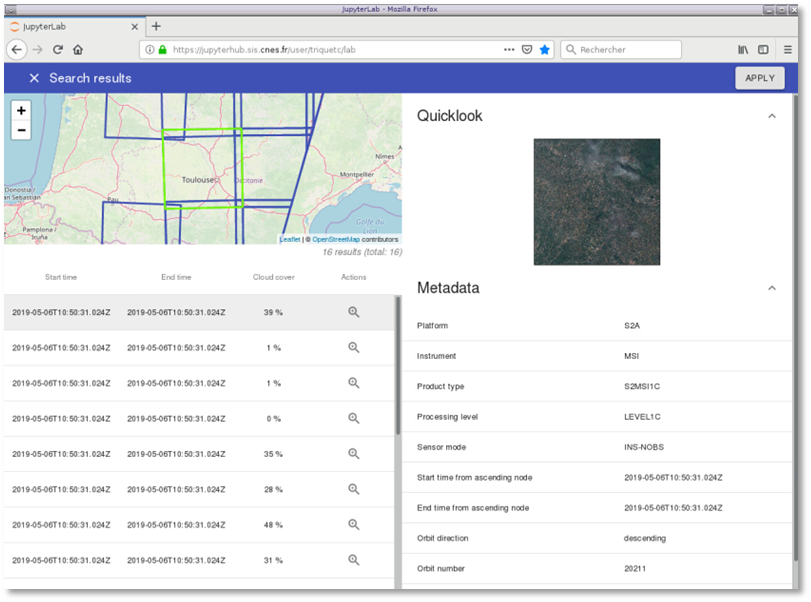 JupyterLab - Mozilla Firefox
JupyterLab
https://jupyterhub.sis.cnes.fr/user/triquetc/lab
Rechercher
Search results
APPLY
+
−
Toulouse
Occitanie
Nîmes
Montpellier
Donostia /
San Sebastián
Pau
Pamplona /
Iruña
Golfe du
Lion
Leaflet | © OpenStreetMap contributors
16 results (total: 16)
Start time End time Cloud cover Actions
2019-05-06T10:50:31.024Z 2019-05-06T10:50:31.024Z 39 %
2019-05-06T10:50:31.024Z 2019-05-06T10:50:31.024Z 1 %
2019-05-06T10:50:31.024Z 2019-05-06T10:50:31.024Z 1 %
2019-05-06T10:50:31.024Z 2019-05-06T10:50:31.024Z 0 %
2019-05-06T10:50:31.024Z 2019-05-06T10:50:31.024Z 35 %
2019-05-06T10:50:31.024Z 2019-05-06T10:50:31.024Z 28 %
2019-05-06T10:50:31.024Z 2019-05-06T10:50:31.024Z 48 %
2019-05-06T10:50:31.024Z 2019-05-06T10:50:31.024Z 31 %
Quicklook
Metadata
Platform S2A
Instrument MSI
Product type S2MSI1C
Processing level LEVEL1C
Sensor mode INS-NOBS
Start time from ascending node 2019-05-06T10:50:31.024Z
End time from ascending node 2019-05-06T10:50:31.024Z
Orbit direction descending
Orbit number 20211